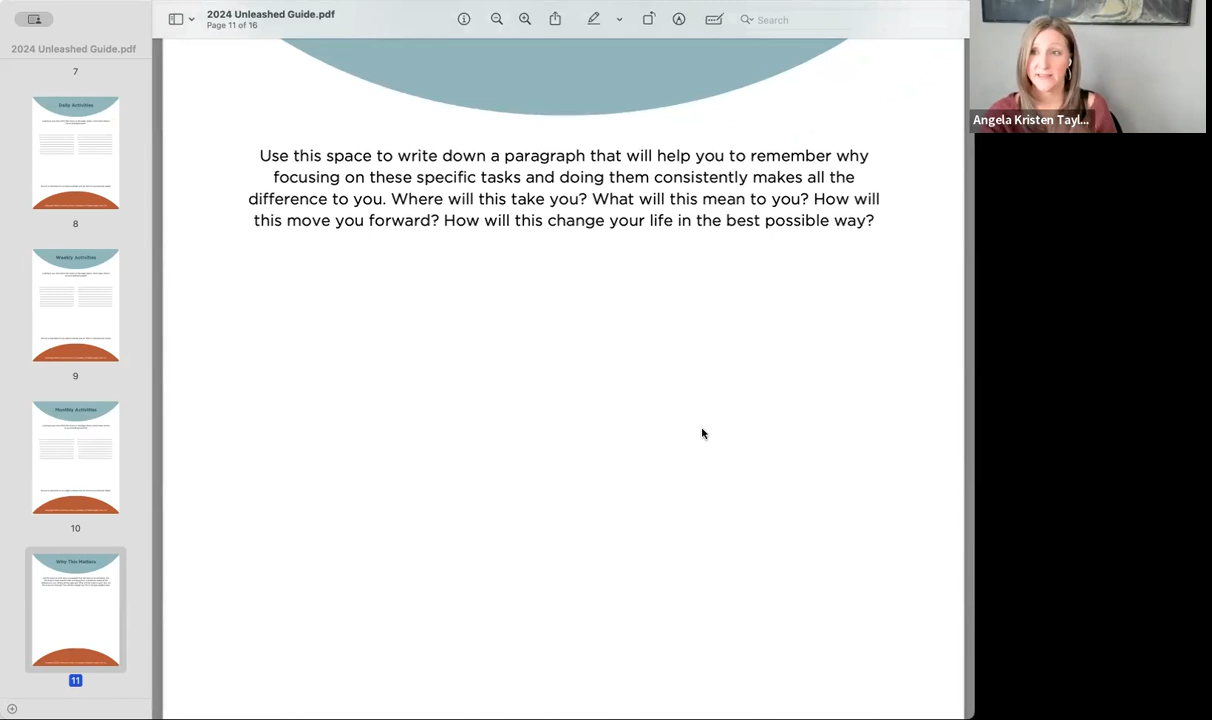 2024 Unleashed Guide.pdf
7
Daily Activities
8
Weekly Activities
9
Monthly Activities
10
Why This Matters
11
2024 Unleashed Guide.pdf
Page 11 of 16
Search
Use this space to write down a paragraph that will help you to remember why
focusing on these specific tasks and doing them consistently makes all the
difference to you. Where will this take you? What will this mean to you? How will
this move you forward? How will this change your life in the best possible way?
Angela Kristen Tayl...